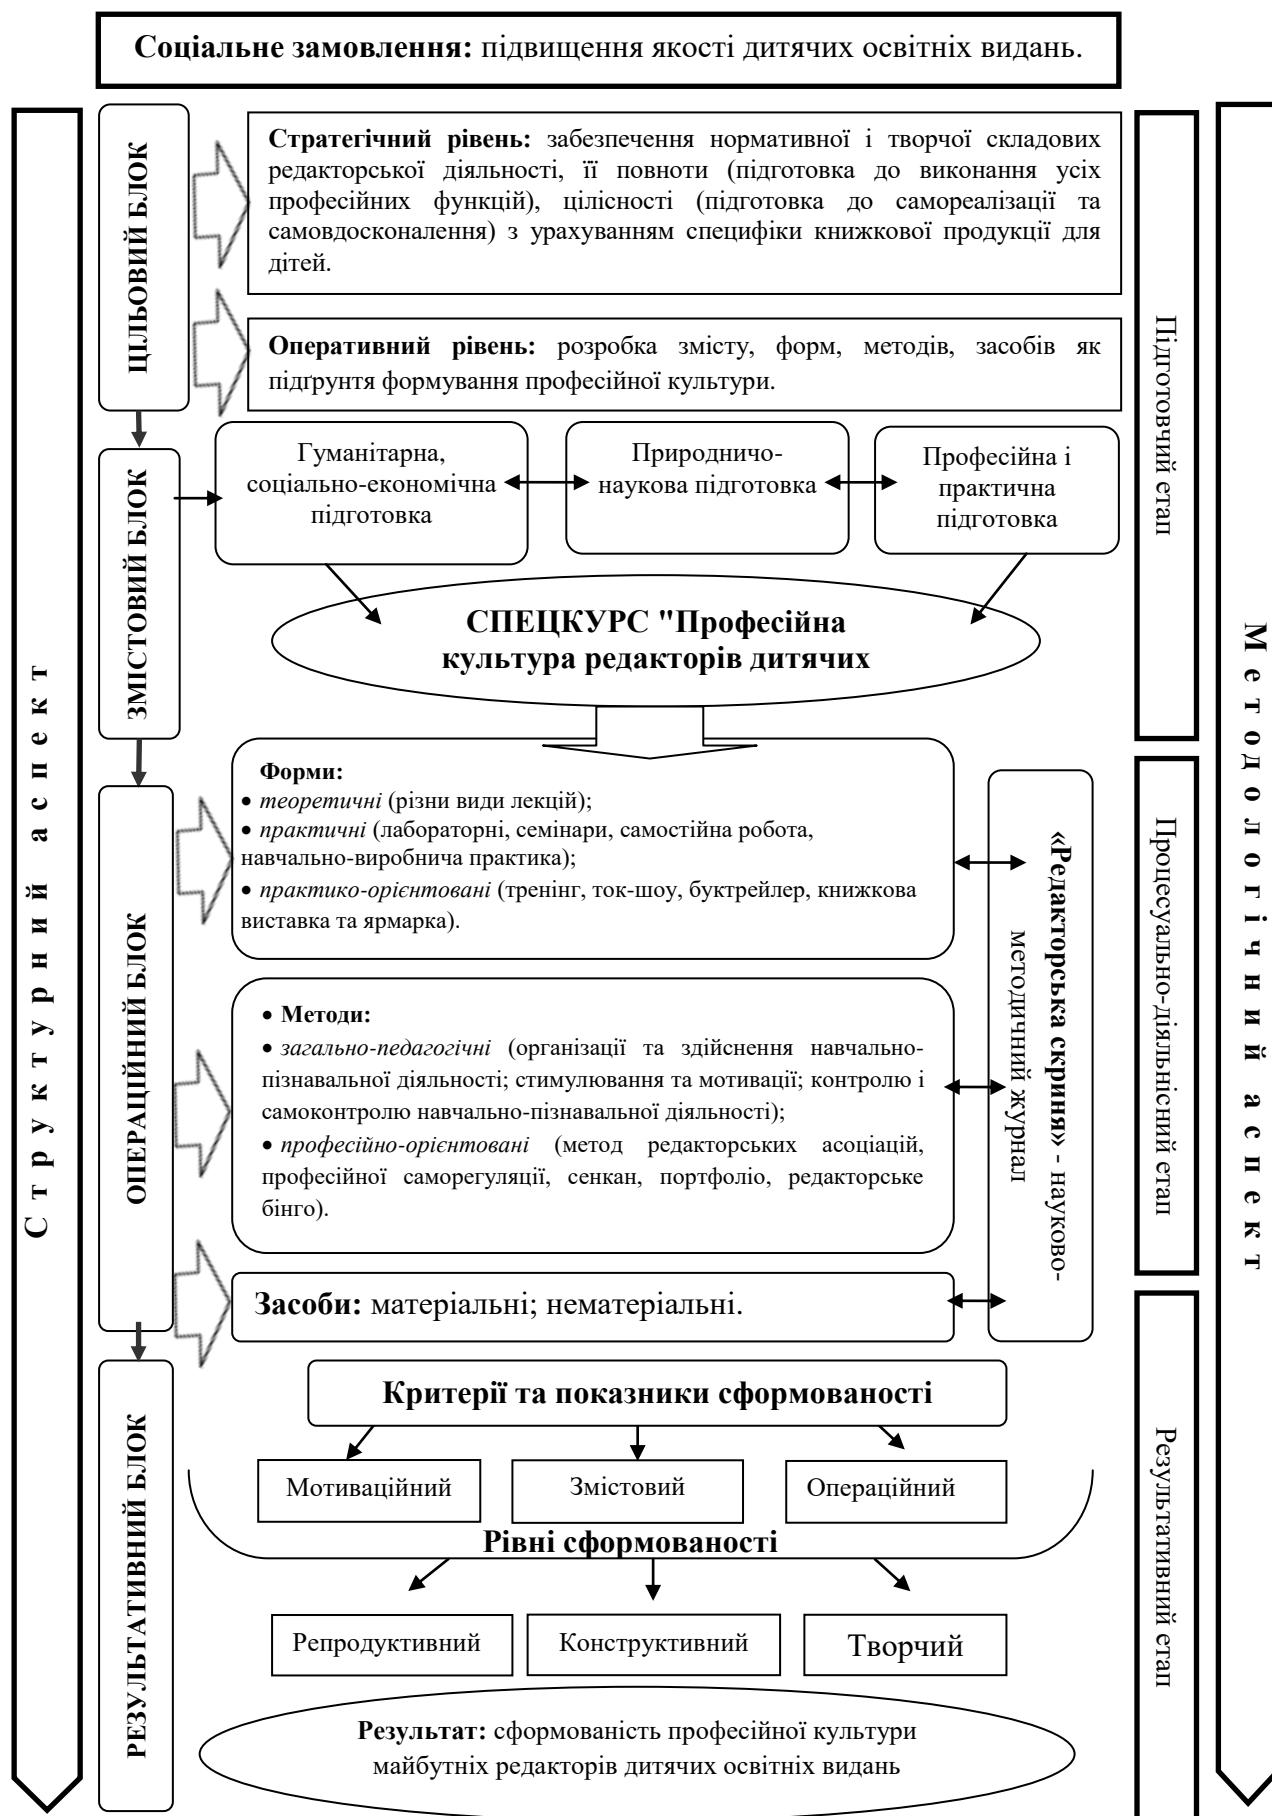 Соціальне замовлення: підвищення якості дитячих освітніх видань.
Структурний аспект
ЦІЛЬОВИЙ БЛОК
Стратегічний рівень: забезпечення нормативної і творчої складових
редакторської діяльності, її повноти (підготовка до виконання усіх
професійних функцій), цілісності (підготовка до самореалізації та
самовдосконалення) з урахуванням специфіки книжкової продукції для
дітей.
Оперативний рівень: розробка змісту, форм, методів, засобів як
підґрунтя формування професійної культури.
Підготовчий етап
Методологічний аспект
ЗМІСТОВИЙ БЛОК
Гуманітарна,
соціально-економічна
підготовка
Природничо-
наукова підготовка
Професійна і
практична
підготовка
СПЕЦКУРС "Професійна
культура редакторів дитячих
ОПЕРАЦІЙНИЙ БЛОК
Форми:
• теоретичні (різни види лекцій);
• практичні (лабораторні, семінари, самостійна робота,
навчально-виробнича практика);
• практико-орієнтовані (тренінг, ток-шоу, буктрейлер, книжкова
виставка та ярмарка).
• Методи:
• загально-педагогічні (організації та здійснення навчально-
пізнавальної діяльності; стимулювання та мотивації; контролю і
самоконтролю навчально-пізнавальної діяльності);
• професійно-орієнтовані (метод редакторських асоціацій,
професійної саморегуляції, сенкан, портфоліо, редакторське
бінго).
Засоби: матеріальні; нематеріальні.
«Редакторська скриня» - науково-
методичний журнал
Процесуально-діяльнісний етап
РЕЗУЛЬТАТИВНИЙ БЛОК
Критерії та показники сформованості
Мотиваційний
Змістовий
Операційний
Рівні сформованості
Репродуктивний
Конструктивний
Творчий
Результат: сформованість професійної культури
майбутніх редакторів дитячих освітніх видань
Результативний етап